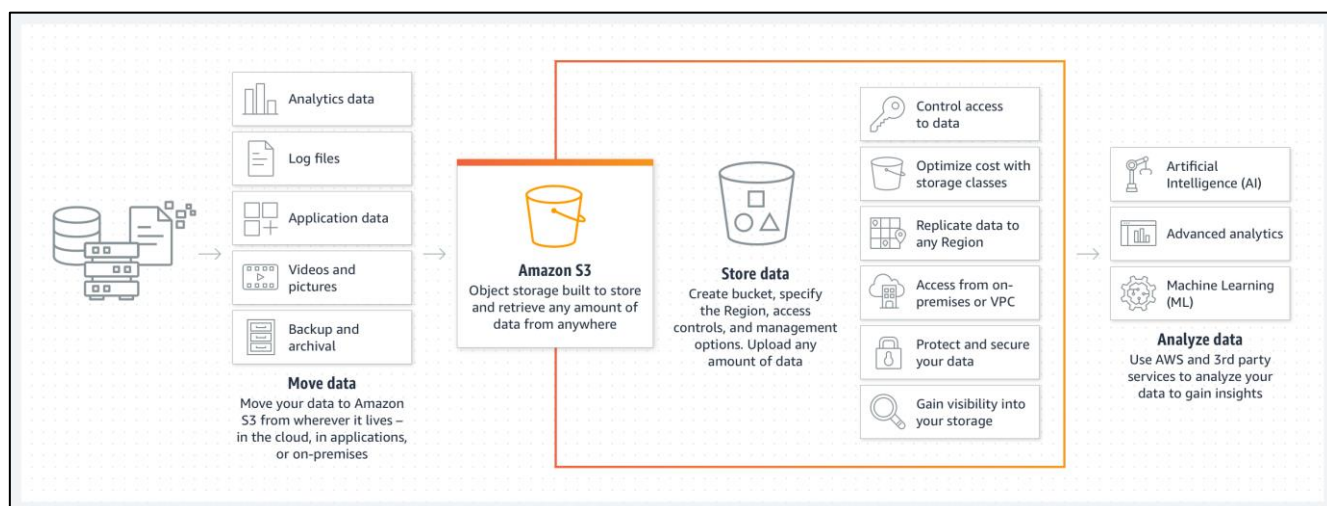 Analytics data
Log files
Application data
Videos and
pictures
Backup and
archival
Move data
Move your data to Amazon
S3 from wherever it lives –
in the cloud, in applications,
or on-premises
Amazon S3
Object storage built to store
and retrieve any amount of
data from anywhere
Store data
Create bucket, specify
the Region, access
controls, and management
options. Upload any
amount of data
Control access
to data
Optimize cost with
storage classes
Replicate data to
any Region
Access from on-
premises or VPC
Protect and secure
your data
Gain visibility into
your storage
Artificial
Intelligence (AI)
Advanced analytics
Machine Learning
(ML)
Analyze data
Use AWS and 3rd party
services to analyze your
data to gain insights